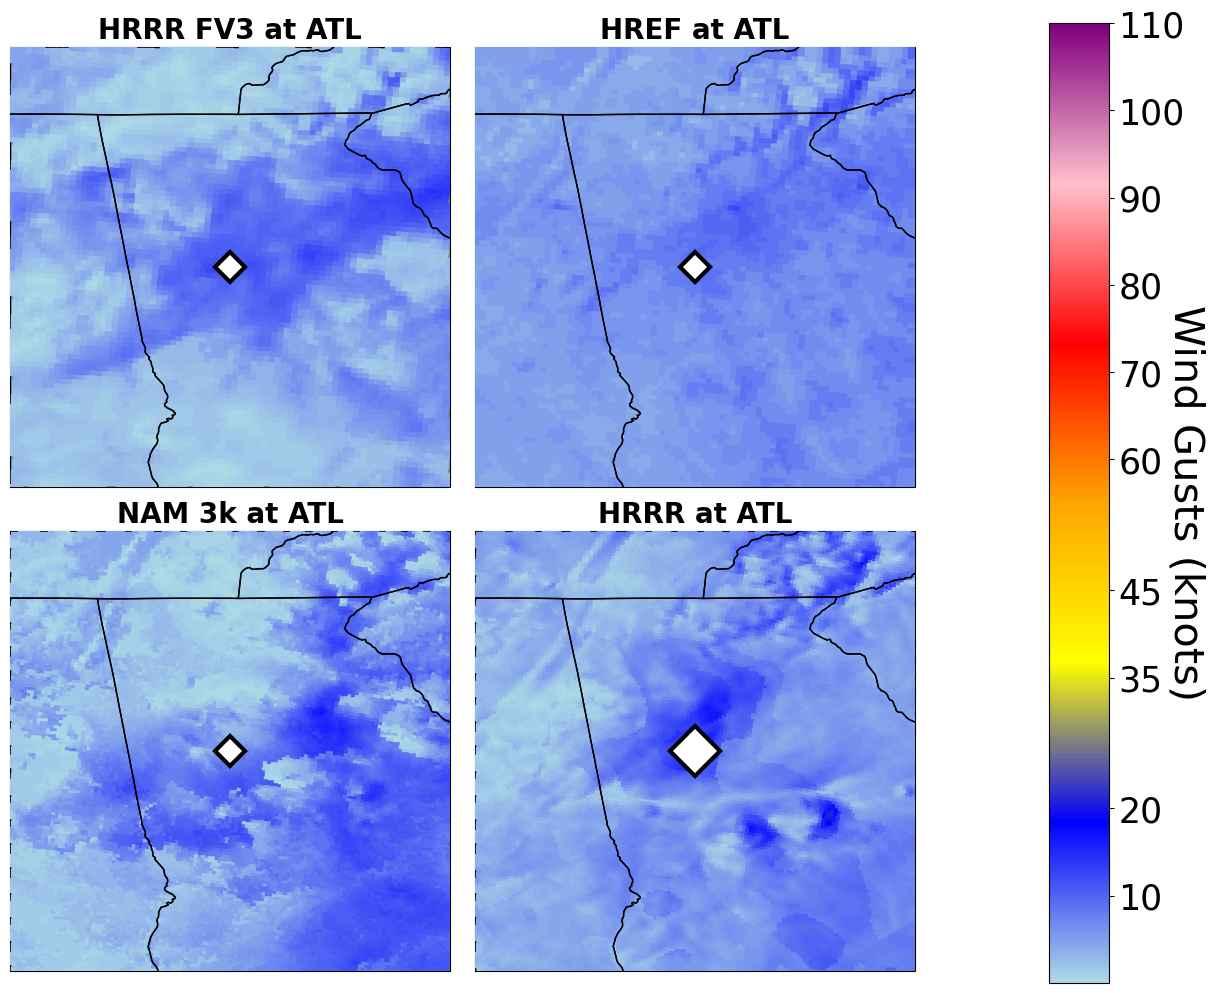 HRRR FV3 at ATL
HREF at ATL
NAM 3k at ATL
HRRR at ATL
110
100
90
80
70
60
45
35
20
10
Wind Gusts (knots)